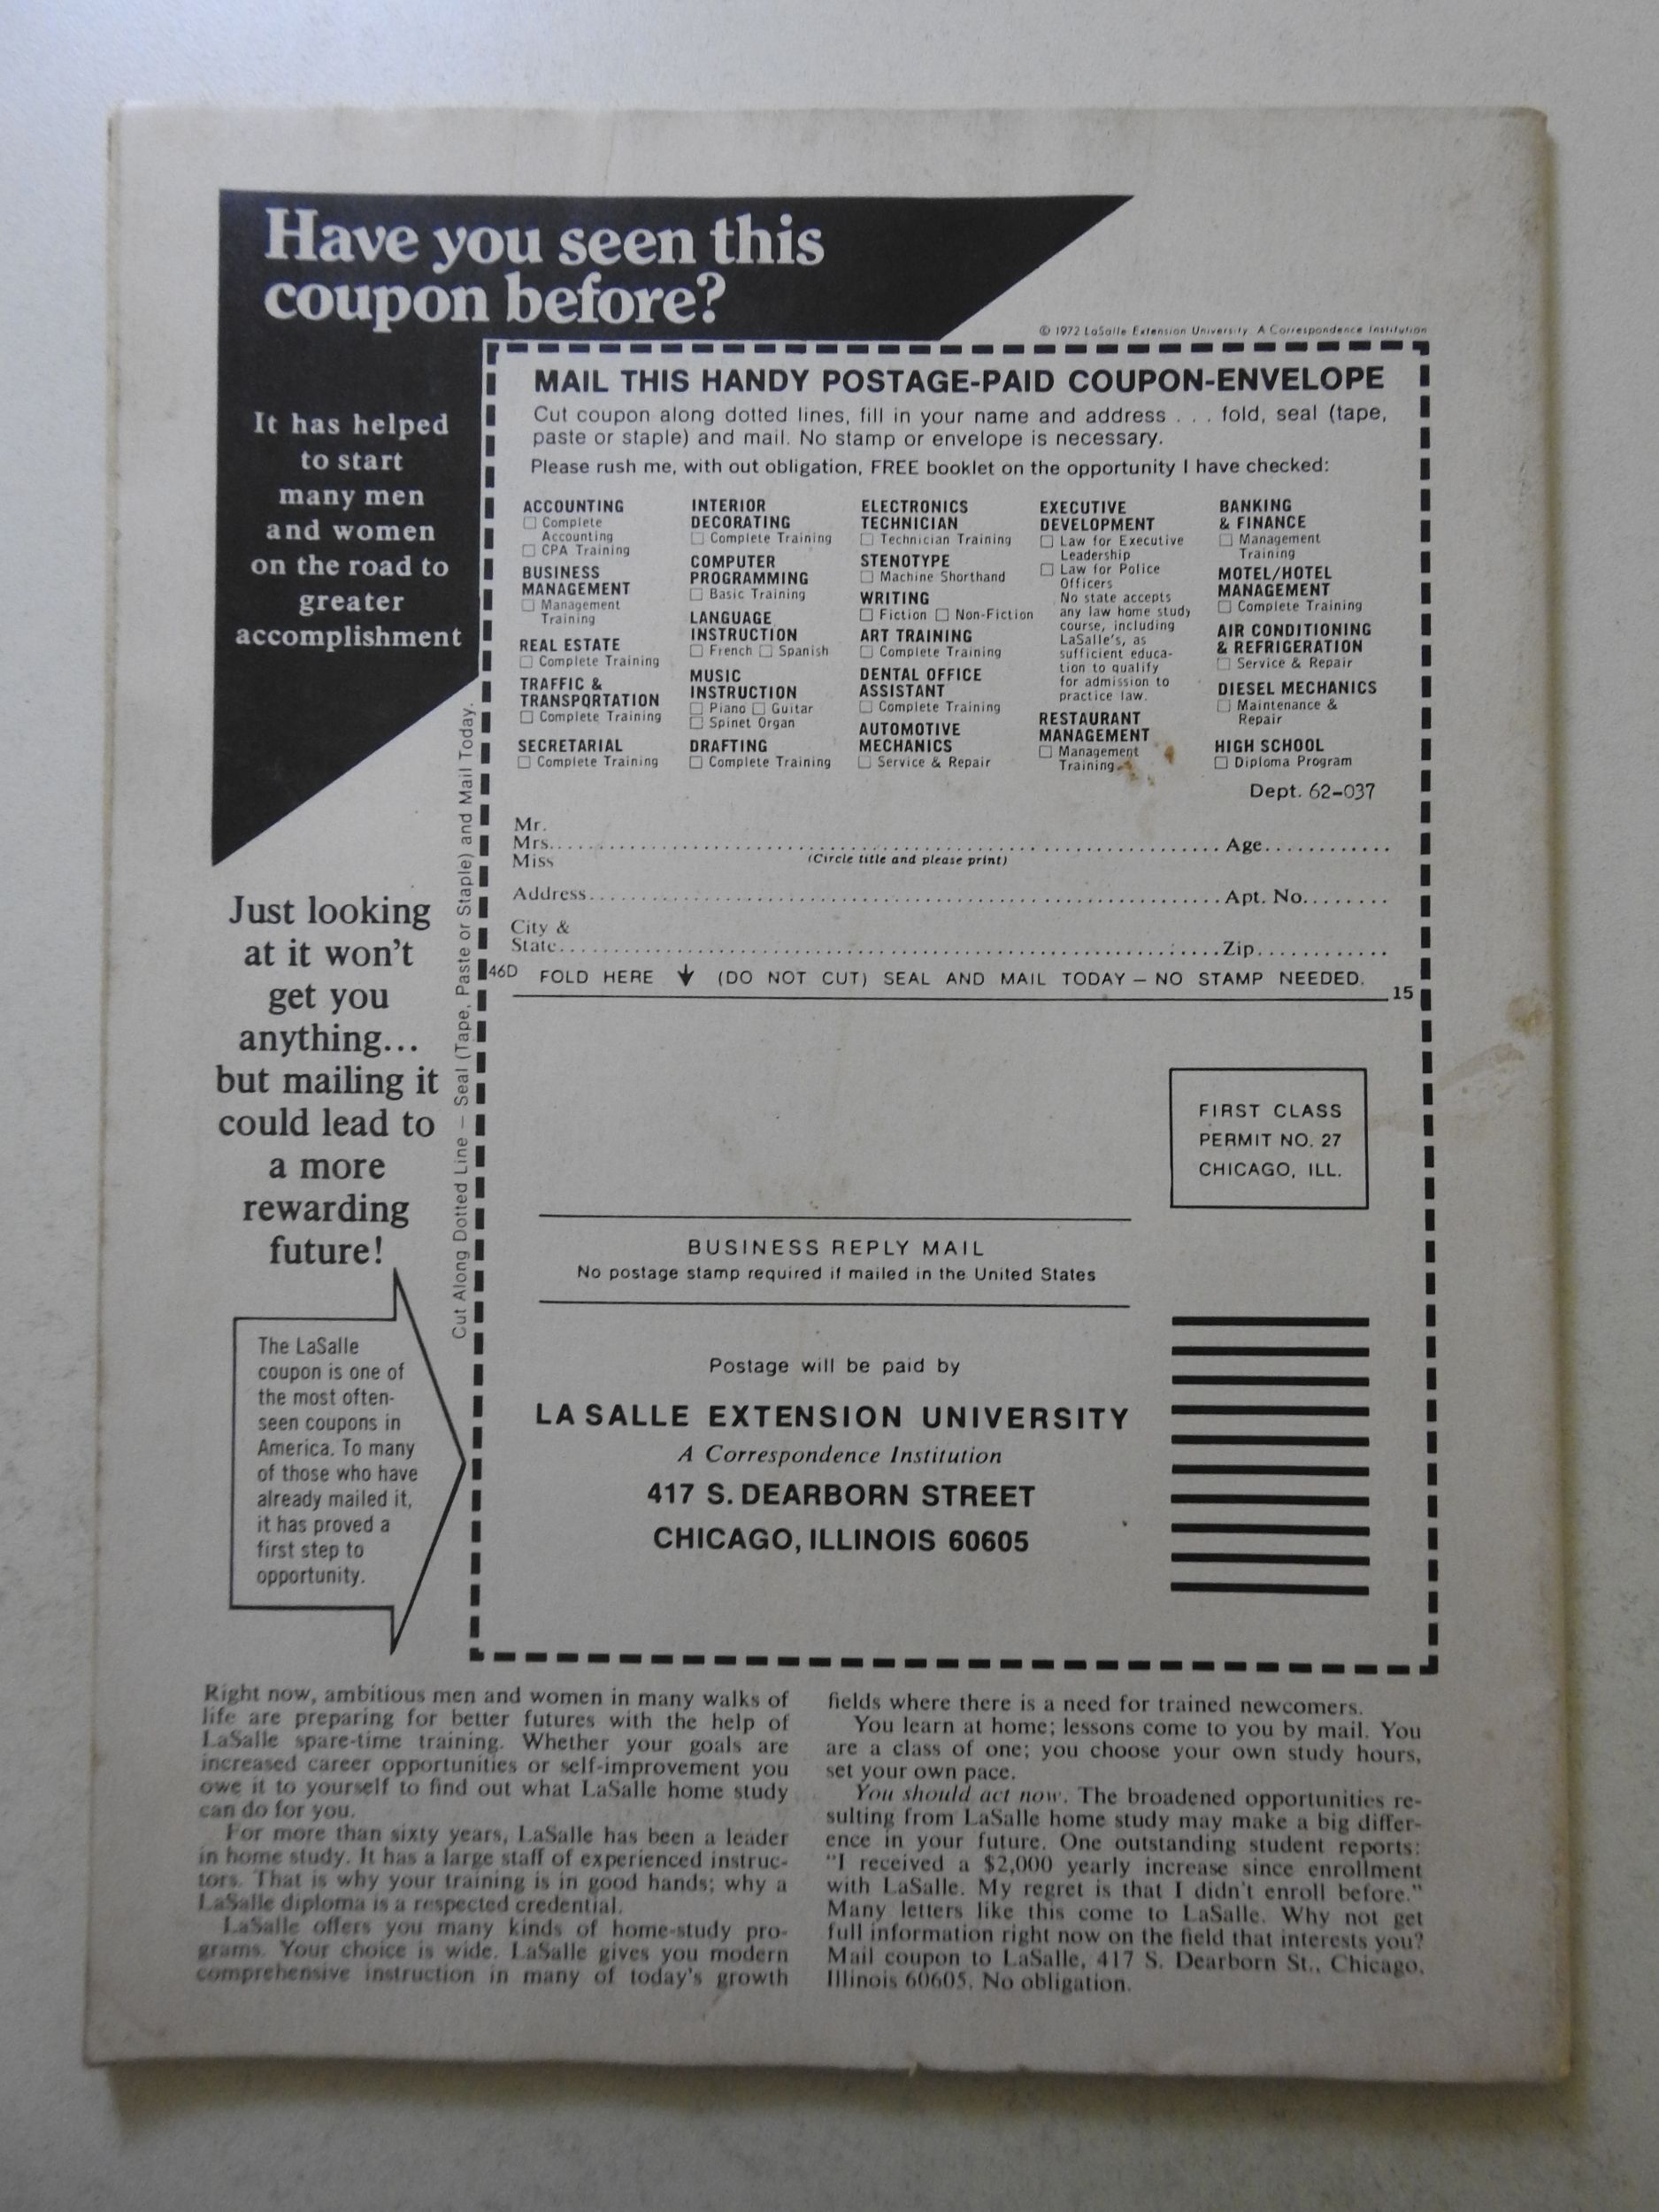 Have you seen this
coupon before?
© 1972 LaSalle Extension University A Correspondence Institution
It has helped
to start
many men
and women
on the road to
greater
accomplishment
Just looking
at it won't
get you
anything...
but mailing it
could lead to
a more
rewarding
future!
The LaSalle
coupon is one of
the most often-
seen coupons in
America. To many
of those who have
already mailed it,
it has proved a
first step to
opportunity.
Cut Along Dotted Line – Seal (Tape, Paste or Staple) and Mail Today.
MAIL THIS HANDY POSTAGE-PAID COUPON-ENVELOPE
Cut coupon along dotted lines, fill in your name and address . . . fold, seal (tape,
paste or staple) and mail. No stamp or envelope is necessary.
Please rush me, with out obligation, FREE booklet on the opportunity I have checked:
ACCOUNTING
☐ Complete
Accounting
☐ CPA Training
BUSINESS
MANAGEMENT
☐ Management
Training
REAL ESTATE
☐ Complete Training
TRAFFIC &
TRANSPORTATION
☐ Complete Training
SECRETARIAL
☐ Complete Training
INTERIOR
DECORATING
☐ Complete Training
COMPUTER
PROGRAMMING
☐ Basic Training
LANGUAGE
INSTRUCTION
☐ French ☐ Spanish
MUSIC
INSTRUCTION
☐ Piano ☐ Guitar
☐ Spinet Organ
DRAFTING
☐ Complete Training
ELECTRONICS
TECHNICIAN
☐ Technician Training
STENOTYPE
☐ Machine Shorthand
WRITING
☐ Fiction ☐ Non-Fiction
ART TRAINING
☐ Complete Training
DENTAL OFFICE
ASSISTANT
☐ Complete Training
AUTOMOTIVE
MECHANICS
☐ Service & Repair
EXECUTIVE
DEVELOPMENT
☐ Law for Executive
Leadership
☐ Law for Police
Officers
No state accepts
any law home study
course, including
LaSalle's, as
sufficient educa-
tion to qualify
for admission to
practice law.
RESTAURANT
MANAGEMENT
☐ Management
Training
BANKING
& FINANCE
☐ Management
Training
MOTEL/HOTEL
MANAGEMENT
☐ Complete Training
AIR CONDITIONING
& REFRIGERATION
☐ Service & Repair
DIESEL MECHANICS
☐ Maintenance &
Repair
HIGH SCHOOL
☐ Diploma Program
Dept. 62-037
Mr.
Mrs. Age
Miss (Circle title and please print)
Address Apt. No.
City &
State Zip
46D FOLD HERE ↓ (DO NOT CUT) SEAL AND MAIL TODAY – NO STAMP NEEDED.
15
FIRST CLASS
PERMIT NO. 27
CHICAGO, ILL.
BUSINESS REPLY MAIL
No postage stamp required if mailed in the United States
Postage will be paid by
LA SALLE EXTENSION UNIVERSITY
A Correspondence Institution
417 S. DEARBORN STREET
CHICAGO, ILLINOIS 60605
Right now, ambitious men and women in many walks of
life are preparing for better futures with the help of
LaSalle spare-time training. Whether your goals are
increased career opportunities or self-improvement you
owe it to yourself to find out what LaSalle home study
can do for you.
For more than sixty years, LaSalle has been a leader
in home study. It has a large staff of experienced instruc-
tors. That is why your training is in good hands; why a
LaSalle diploma is a respected credential.
LaSalle offers you many kinds of home-study pro-
grams. Your choice is wide. LaSalle gives you modern
comprehensive instruction in many of today's growth
fields where there is a need for trained newcomers.
You learn at home; lessons come to you by mail. You
are a class of one; you choose your own study hours,
set your own pace.
You should act now. The broadened opportunities re-
sulting from LaSalle home study may make a big differ-
ence in your future. One outstanding student reports:
"I received a $2,000 yearly increase since enrollment
with LaSalle. My regret is that I didn't enroll before."
Many letters like this come to LaSalle. Why not get
full information right now on the field that interests you?
Mail coupon to LaSalle, 417 S. Dearborn St., Chicago,
Illinois 60605. No obligation.